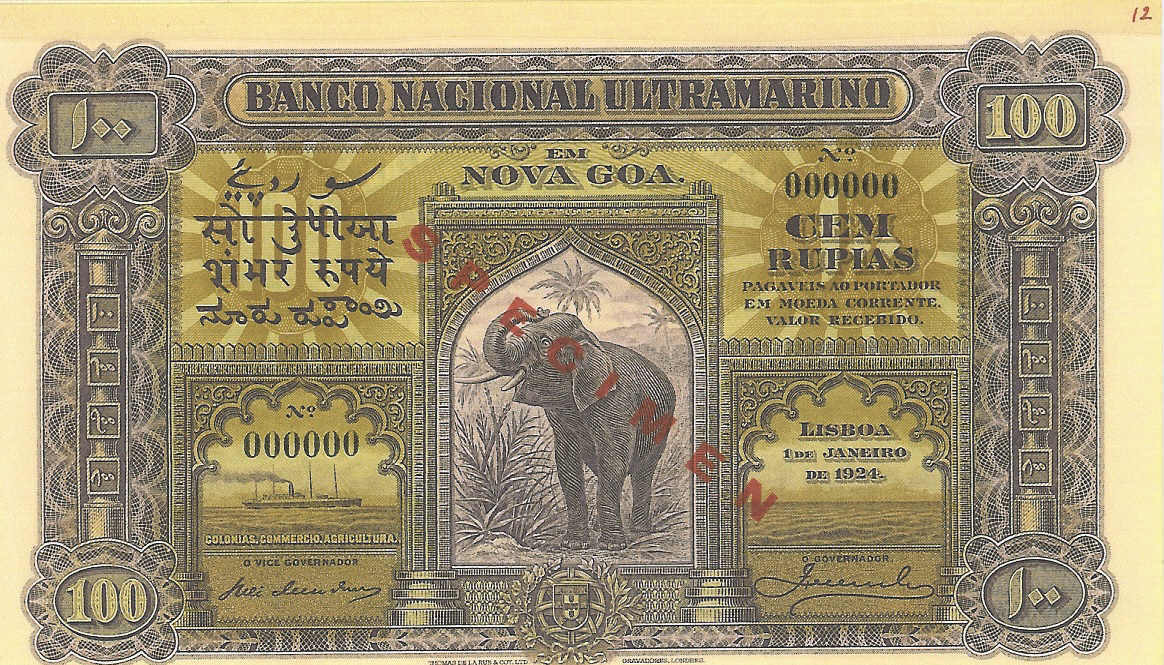 12
BANCO NACIONAL ULTRAMARINO
100
EM
NOVA GOA.
Nº
000000
CEM
RUPIAS
PAGAVEIS AO PORTADOR
EM MOEDA CORRENTE.
VALOR RECEBIDO.
شंभर रुपये
SPECIMEN
Nº
000000
COLONIAS, COMMERCIO, AGRICULTURA.
O VICE GOVERNADOR
LISBOA
1 DE JANEIRO
DE 1924.
O GOVERNADOR.
100
THOMAS DE LA RUE & COY. LTD.
GRAVADORES, LONDRES.